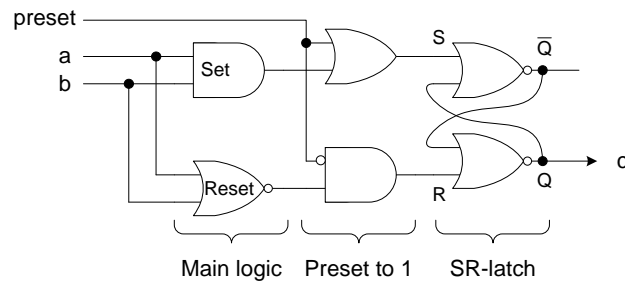 preset
a
b
Set
Reset
S
R
Q̅
Q
c
Main logic
Preset to 1
SR-latch